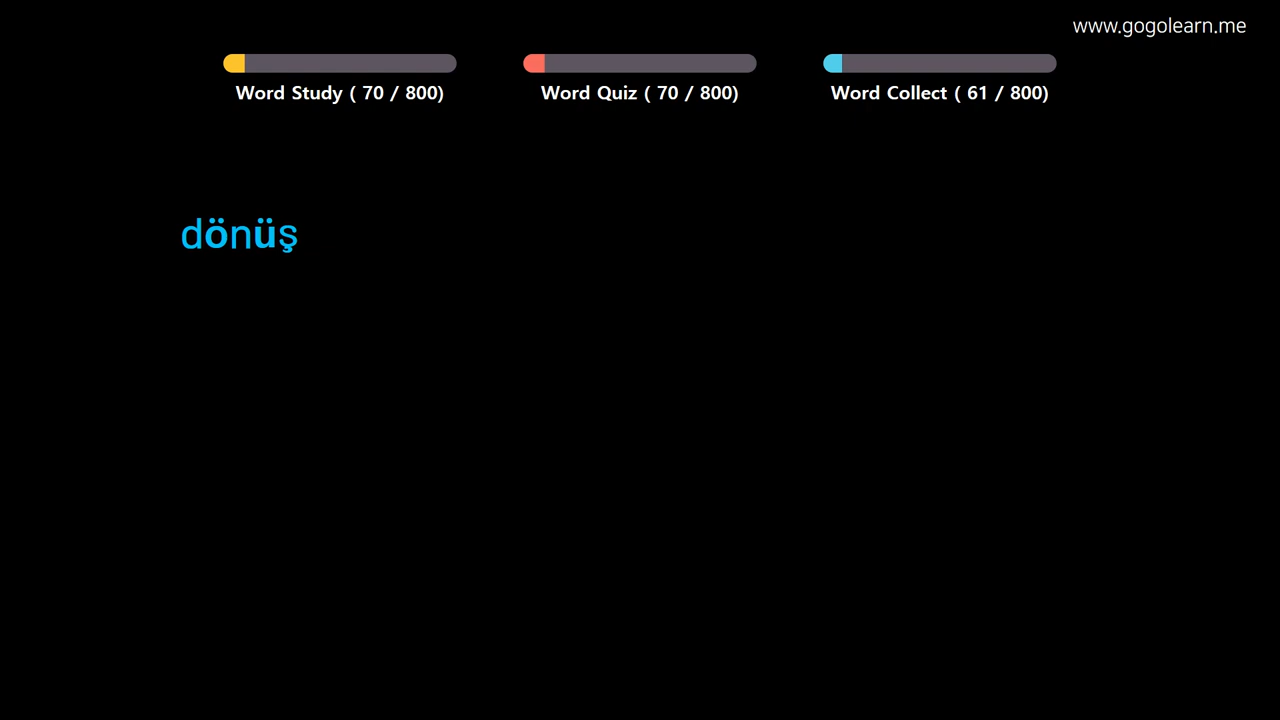 www.gogolearn.me
Word Study ( 70 / 800)
Word Quiz ( 70 / 800)
Word Collect ( 61 / 800)
dönüş